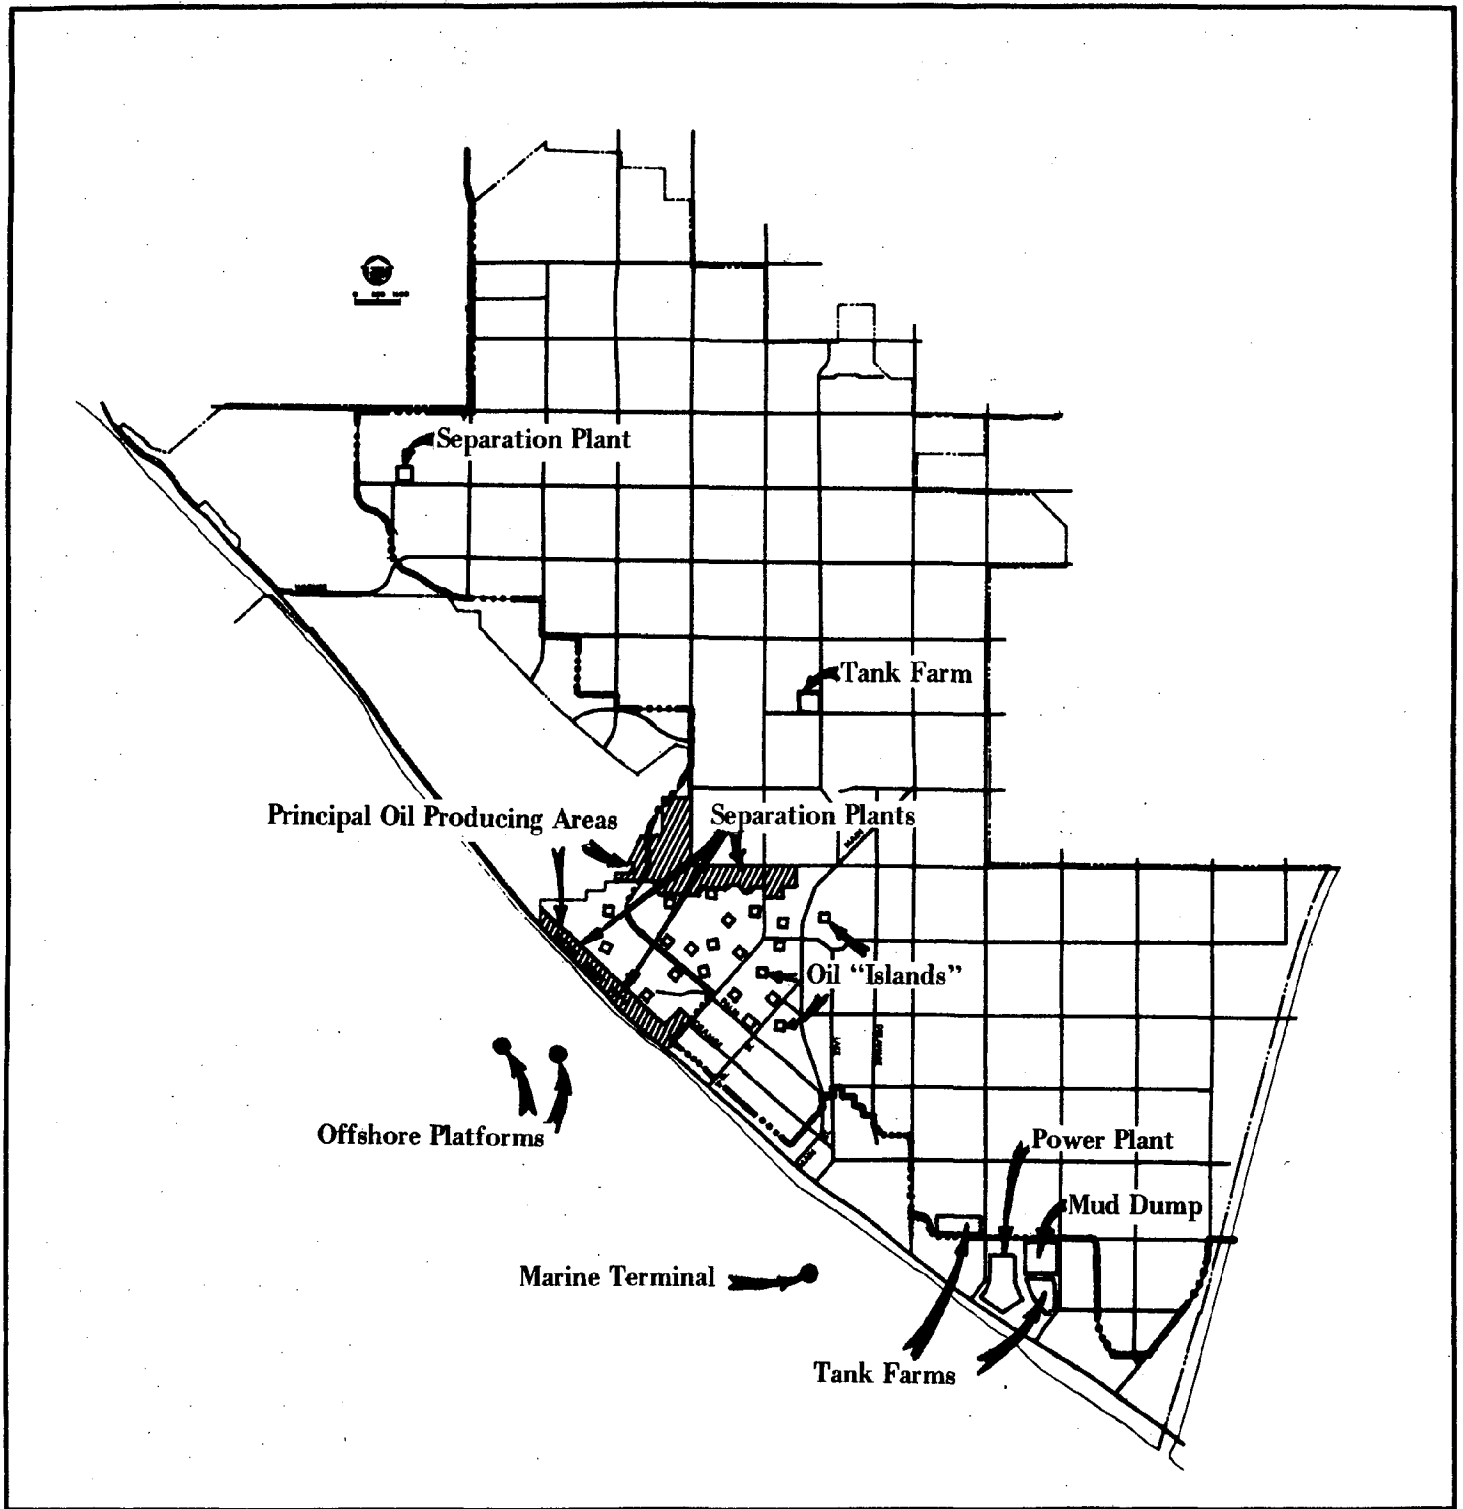 Separation Plant
Tank Farm
Principal Oil Producing Areas
Separation Plants
MAIN
Oil "Islands"
Offshore Platforms
Power Plant
Mud Dump
Marine Terminal
Tank Farms